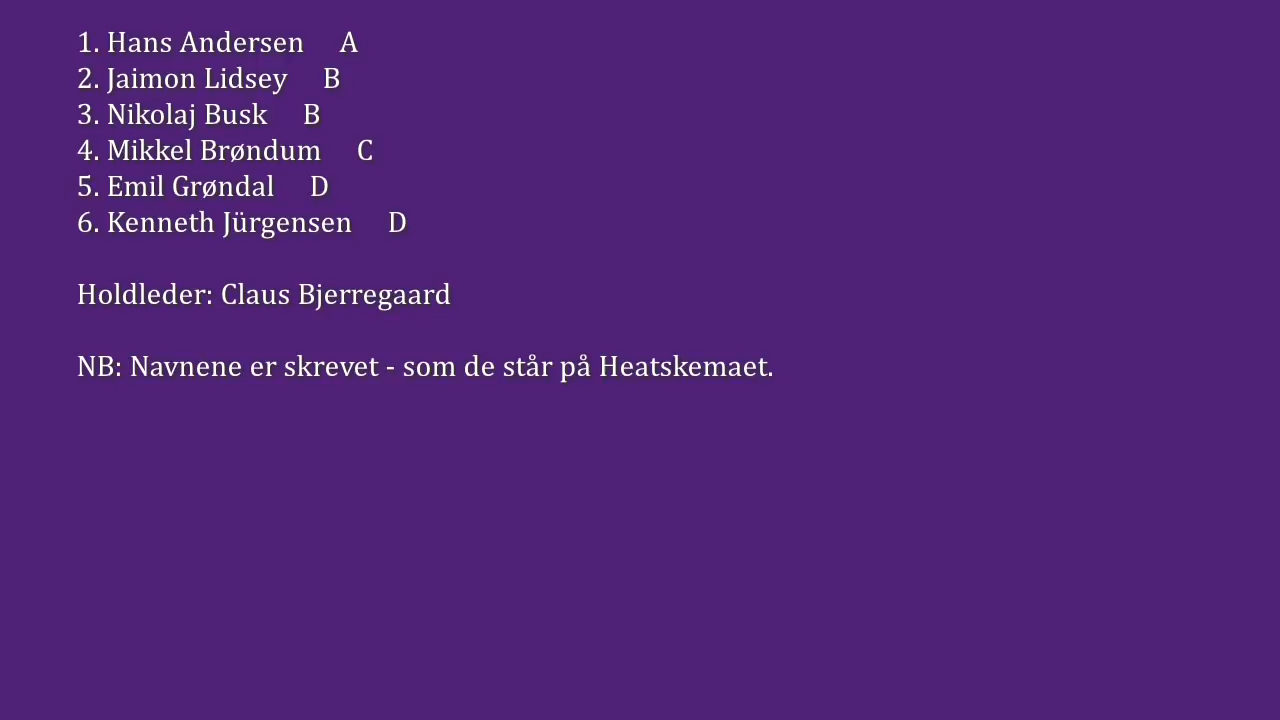 1. Hans Andersen A
2. Jaimon Lidsey B
3. Nikolaj Busk B
4. Mikkel Brøndum C
5. Emil Grøndal D
6. Kenneth Jürgensen D
Holdleder: Claus Bjerregaard
NB: Navnene er skrevet - som de står på Heatskemaet.